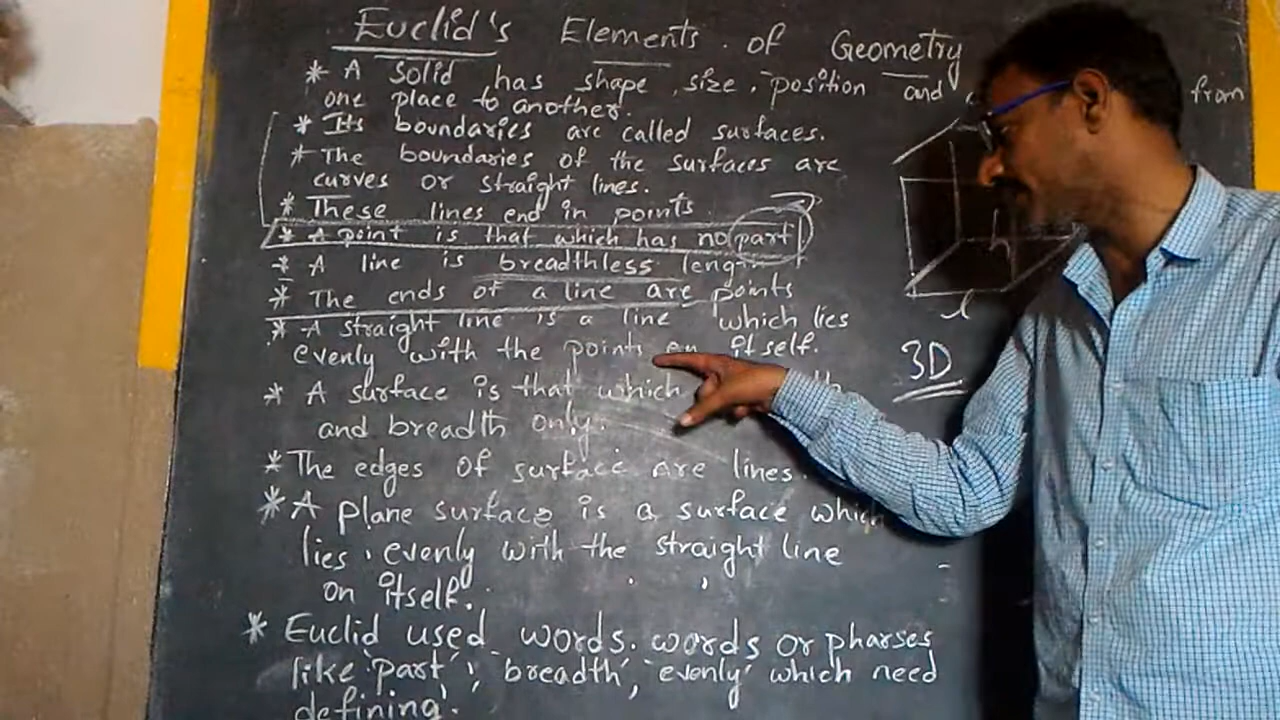 Euclid's Elements of Geometry
* A solid has shape, size, position and from
one place to another.
* Its boundaries are called surfaces.
* The boundaries of the surfaces are
curves or straight lines.
* These lines end in points.
* A point is that which has no part
* A line is breadthless
* The ends of a line are points
* A straight line is a line which lies
evenly with the points on itself.
* A surface is that which
and breadth only.
* The edges of surface are lines.
* A plane surface is a surface which
lies evenly with the straight line
on itself.
* Euclid used words. words or pharses
like 'part', 'breadth', 'evenly' which need
defining.
h
l
3D